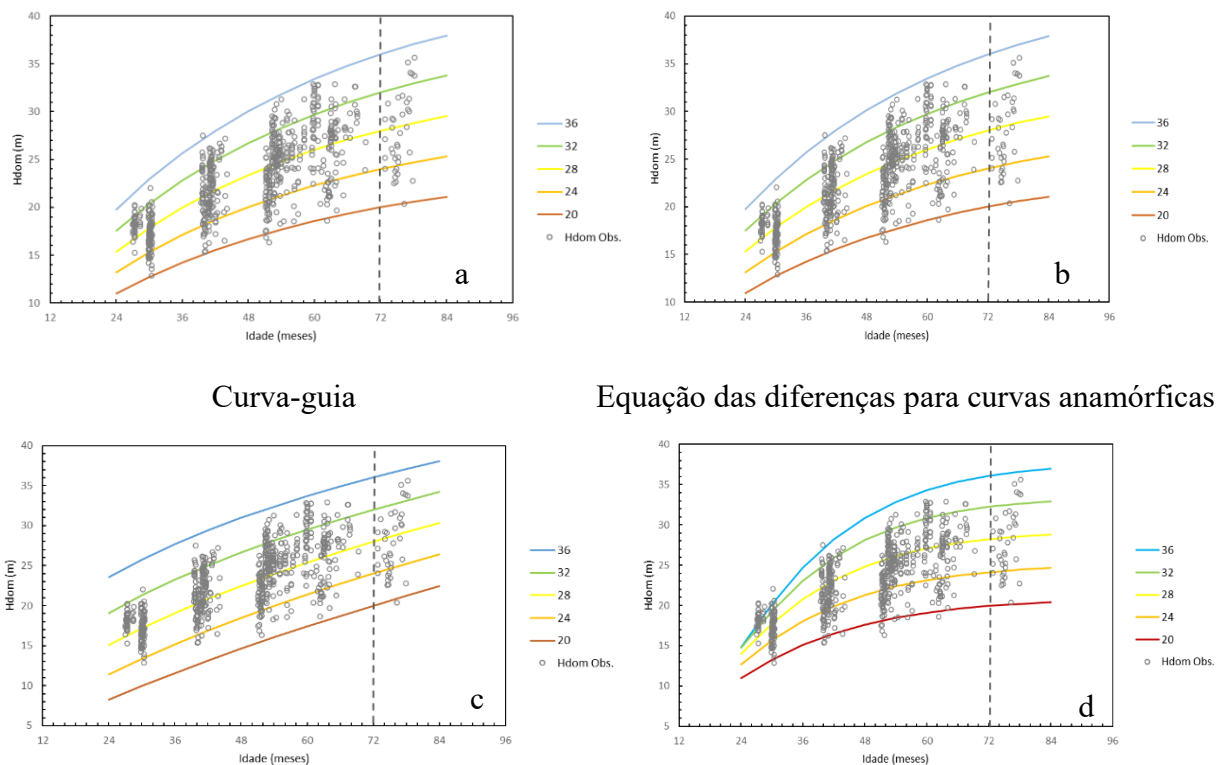 40
35
30
25
20
15
10
Hdom (m)
12 24 36 48 60 72 84 96
Idade (meses)
36
32
28
24
20
Hdom Obs.
a
40
35
30
25
20
15
10
Hdom (m)
12 24 36 48 60 72 84 96
Idade (meses)
36
32
28
24
20
Hdom Obs.
b
Curva-guia
Equação das diferenças para curvas anamórficas
40
35
30
25
20
15
10
5
Hdom (m)
12 24 36 48 60 72 84 96
Idade (meses)
36
32
28
24
20
Hdom Obs.
c
40
35
30
25
20
15
10
5
Hdom (m)
12 24 36 48 60 72 84 96
Idade (meses)
36
32
28
24
20
Hdom Obs.
d